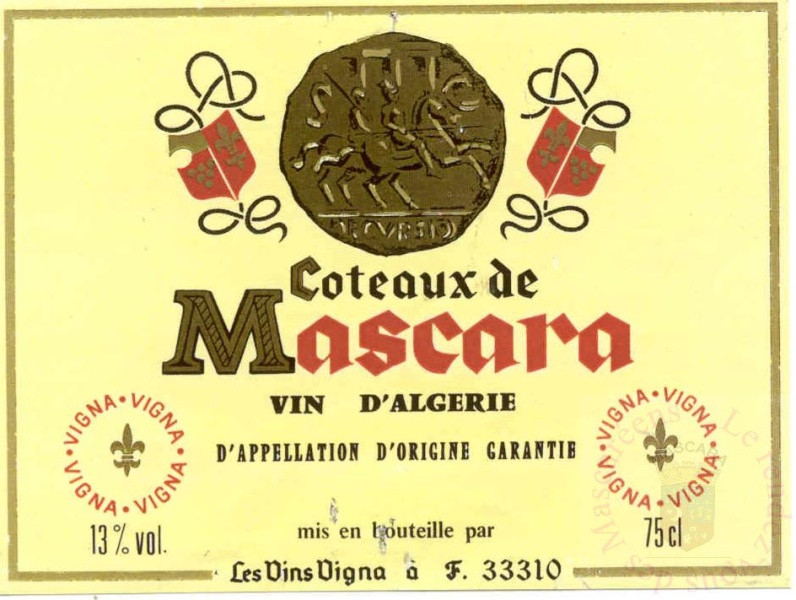 DECVRSIO
Coteaux de
Mascara
VIN D'ALGERIE
D'APPELLATION D'ORIGINE GARANTIE
VIGNA • VIGNA • VIGNA • VIGNA •
VIGNA • VIGNA • VIGNA • VIGNA •
13% vol.
75 cl
mis en bouteille par
Les Vins Vigna à F. 33310